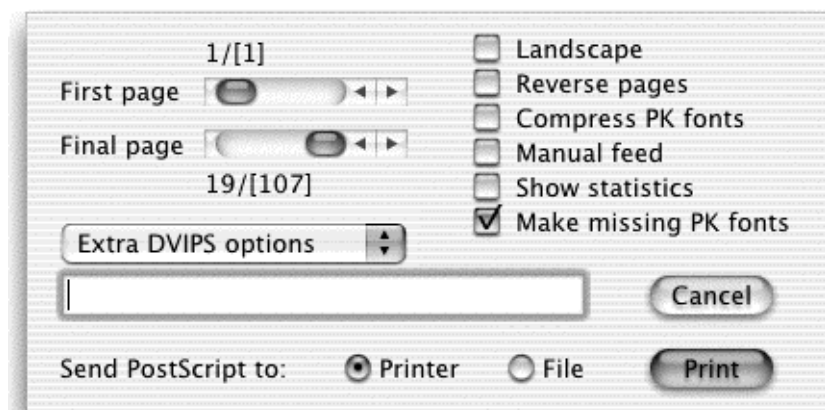 1/[1]
First page
Final page
19/[107]
Landscape
Reverse pages
Compress PK fonts
Manual feed
Show statistics
Make missing PK fonts
Extra DVIPS options
Cancel
Send PostScript to: Printer File Print